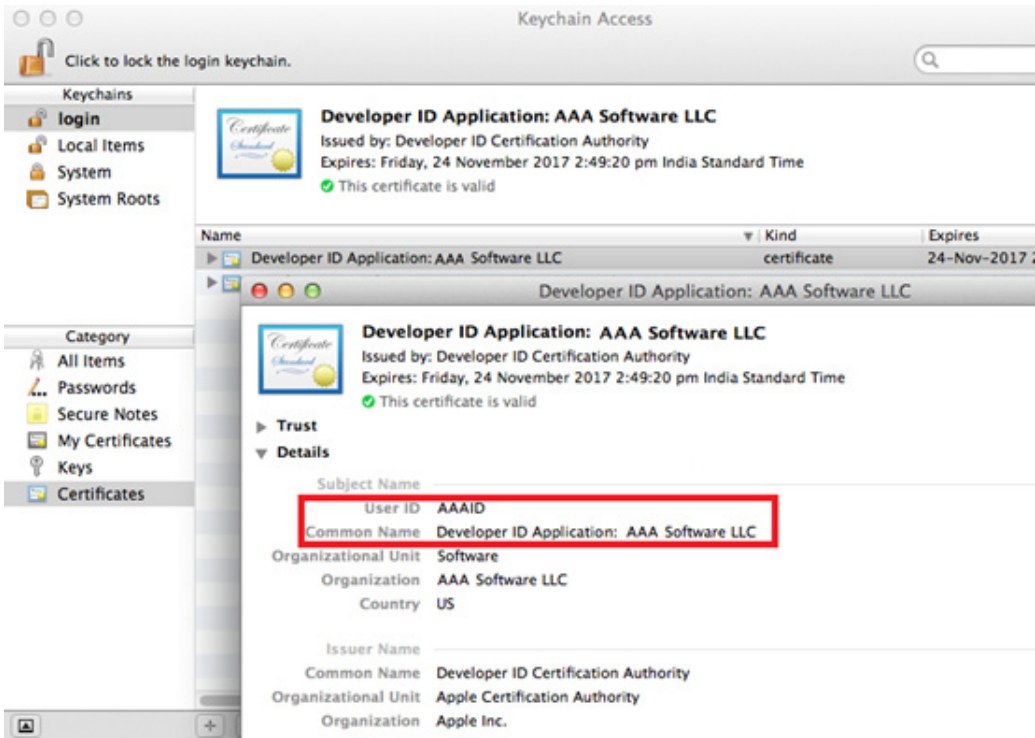 Keychain Access
Click to lock the login keychain.
Keychains
login
Local Items
System
System Roots
Certificate
Standard
Developer ID Application: AAA Software LLC
Issued by: Developer ID Certification Authority
Expires: Friday, 24 November 2017 2:49:20 pm India Standard Time
This certificate is valid
Name Kind Expires
Developer ID Application: AAA Software LLC certificate 24-Nov-2017
Category
All Items
Passwords
Secure Notes
My Certificates
Keys
Certificates
Developer ID Application: AAA Software LLC
Certificate
Standard
Developer ID Application: AAA Software LLC
Issued by: Developer ID Certification Authority
Expires: Friday, 24 November 2017 2:49:20 pm India Standard Time
This certificate is valid
Trust
Details
Subject Name
User ID AAAID
Common Name Developer ID Application: AAA Software LLC
Organizational Unit Software
Organization AAA Software LLC
Country US
Issuer Name
Common Name Developer ID Certification Authority
Organizational Unit Apple Certification Authority
Organization Apple Inc.